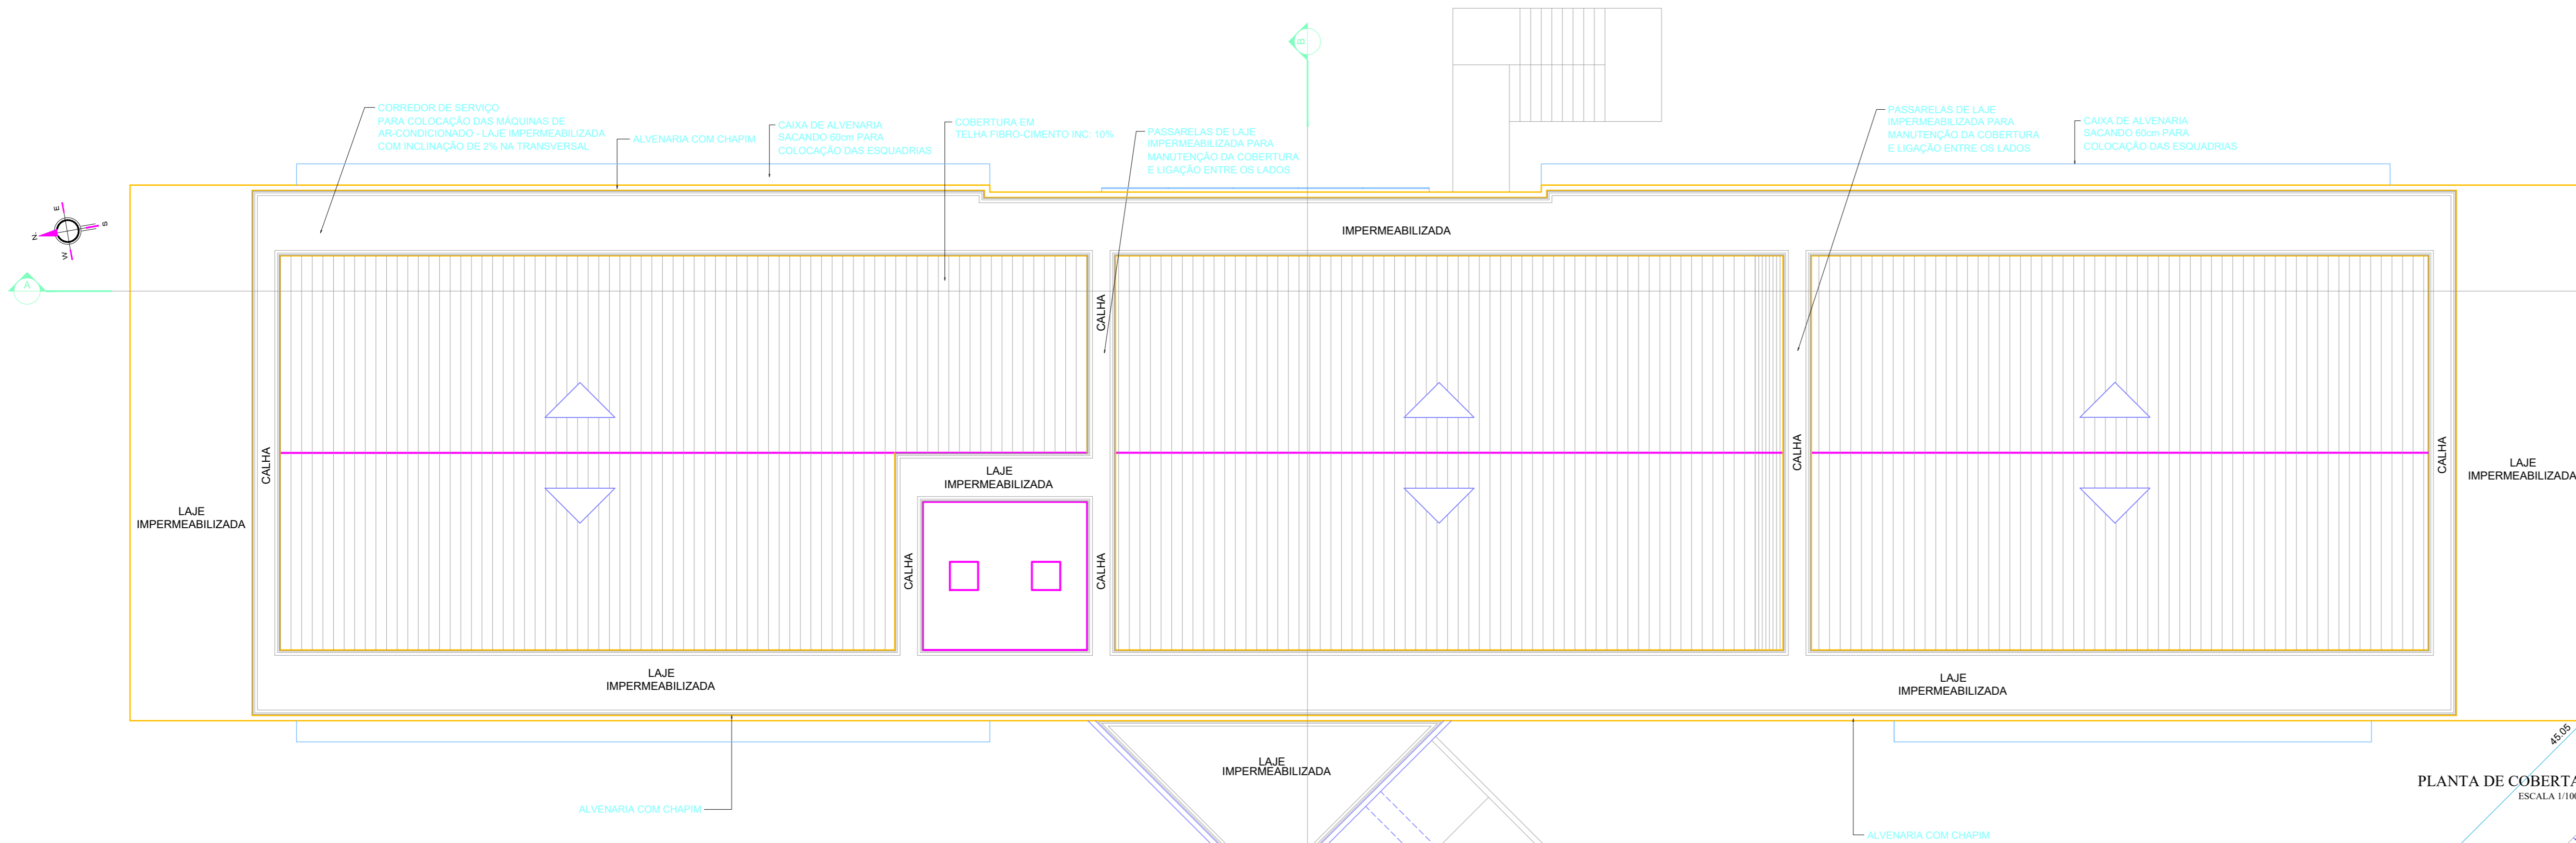 B
CORREDOR DE SERVIÇO
PARA COLOCAÇÃO DAS MÁQUINAS DE
AR-CONDICIONADO - LAJE IMPERMEABILIZADA
COM INCLINAÇÃO DE 2% NA TRANSVERSAL
ALVENARIA COM CHAPIM
CAIXA DE ALVENARIA
SACANDO 60cm PARA
COLOCAÇÃO DAS ESQUADRIAS
COBERTURA EM
TELHA FIBRO-CIMENTO INC: 10%
PASSARELAS DE LAJE
IMPERMEABILIZADA PARA
MANUTENÇÃO DA COBERTURA
E LIGAÇÃO ENTRE OS LADOS
PASSARELAS DE LAJE
IMPERMEABILIZADA PARA
MANUTENÇÃO DA COBERTURA
E LIGAÇÃO ENTRE OS LADOS
CAIXA DE ALVENARIA
SACANDO 60cm PARA
COLOCAÇÃO DAS ESQUADRIAS
E
S
N
W
IMPERMEABILIZADA
A
CALHA
CALHA
CALHA
CALHA
LAJE
IMPERMEABILIZADA
LAJE
IMPERMEABILIZADA
LAJE
IMPERMEABILIZADA
CALHA
CALHA
LAJE
IMPERMEABILIZADA
LAJE
IMPERMEABILIZADA
LAJE
IMPERMEABILIZADA
45.05
PLANTA DE COBERTA
ESCALA 1/100
ALVENARIA COM CHAPIM
ALVENARIA COM CHAPIM